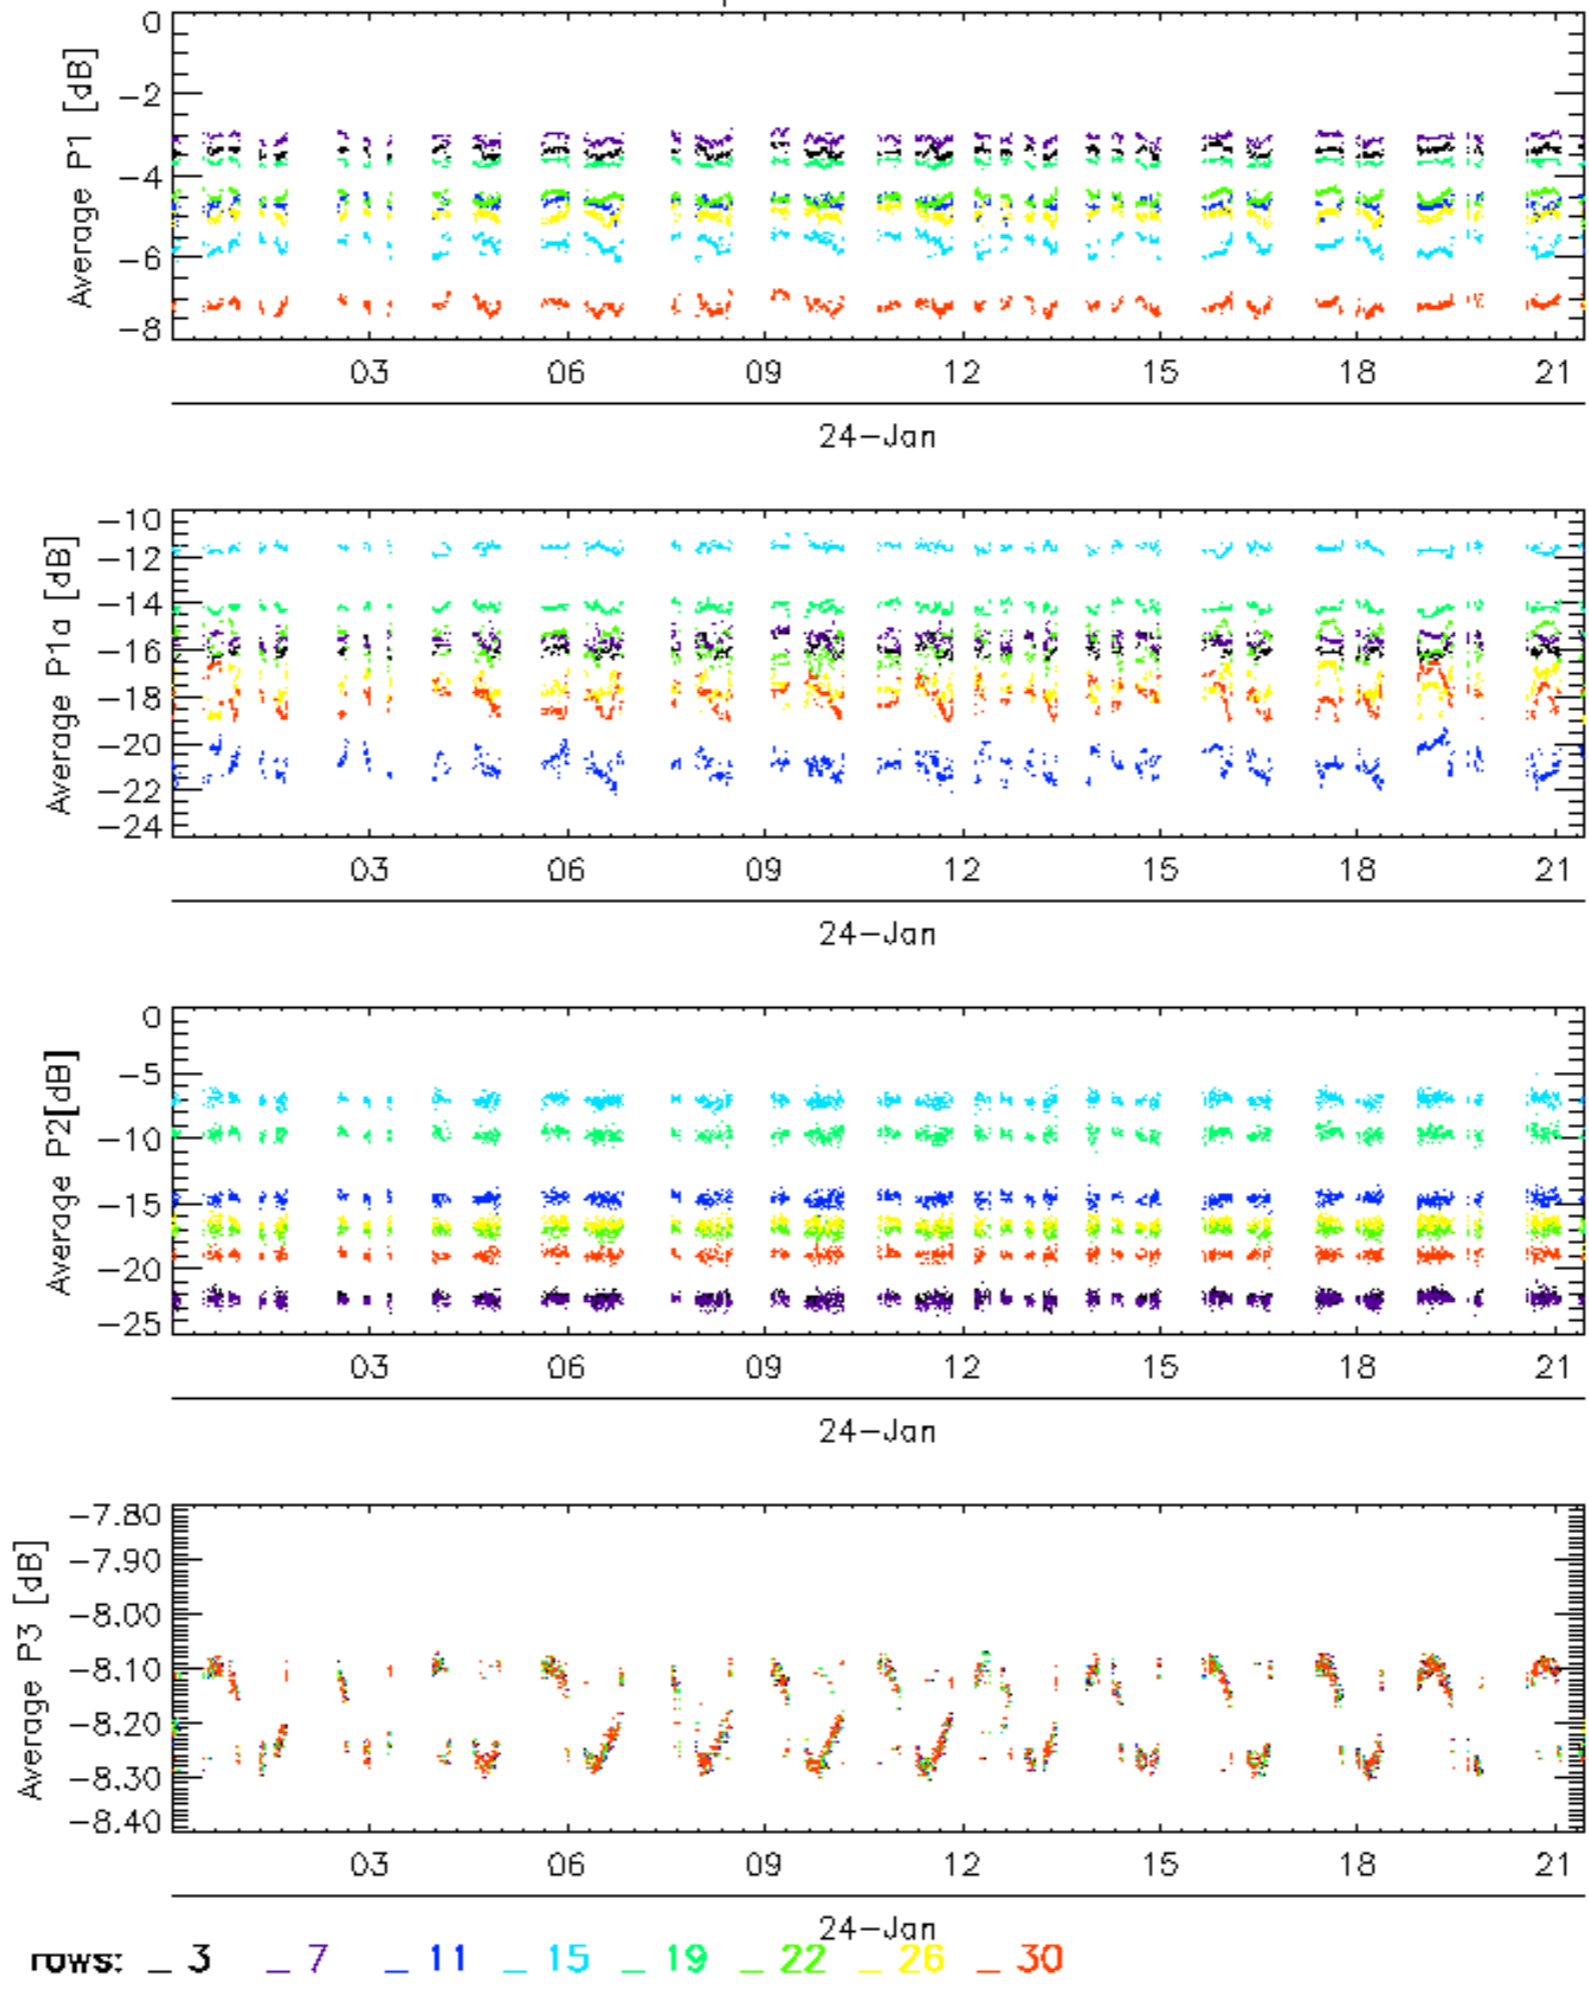 Average P1 [dB]
0
−2
−4
−6
−8
03 06 09 12 15 18 21
24−Jan
Average P1a [dB]
−10
−12
−14
−16
−18
−20
−22
−24
03 06 09 12 15 18 21
24−Jan
Average P2[dB]
0
−5
−10
−15
−20
−25
03 06 09 12 15 18 21
24−Jan
Average P3 [dB]
−7.80
−7.90
−8.00
−8.10
−8.20
−8.30
−8.40
03 06 09 12 15 18 21
24−Jan
rows: _ 3 _ 7 _ 11 _ 15 _ 19 _ 22 _ 26 _ 30